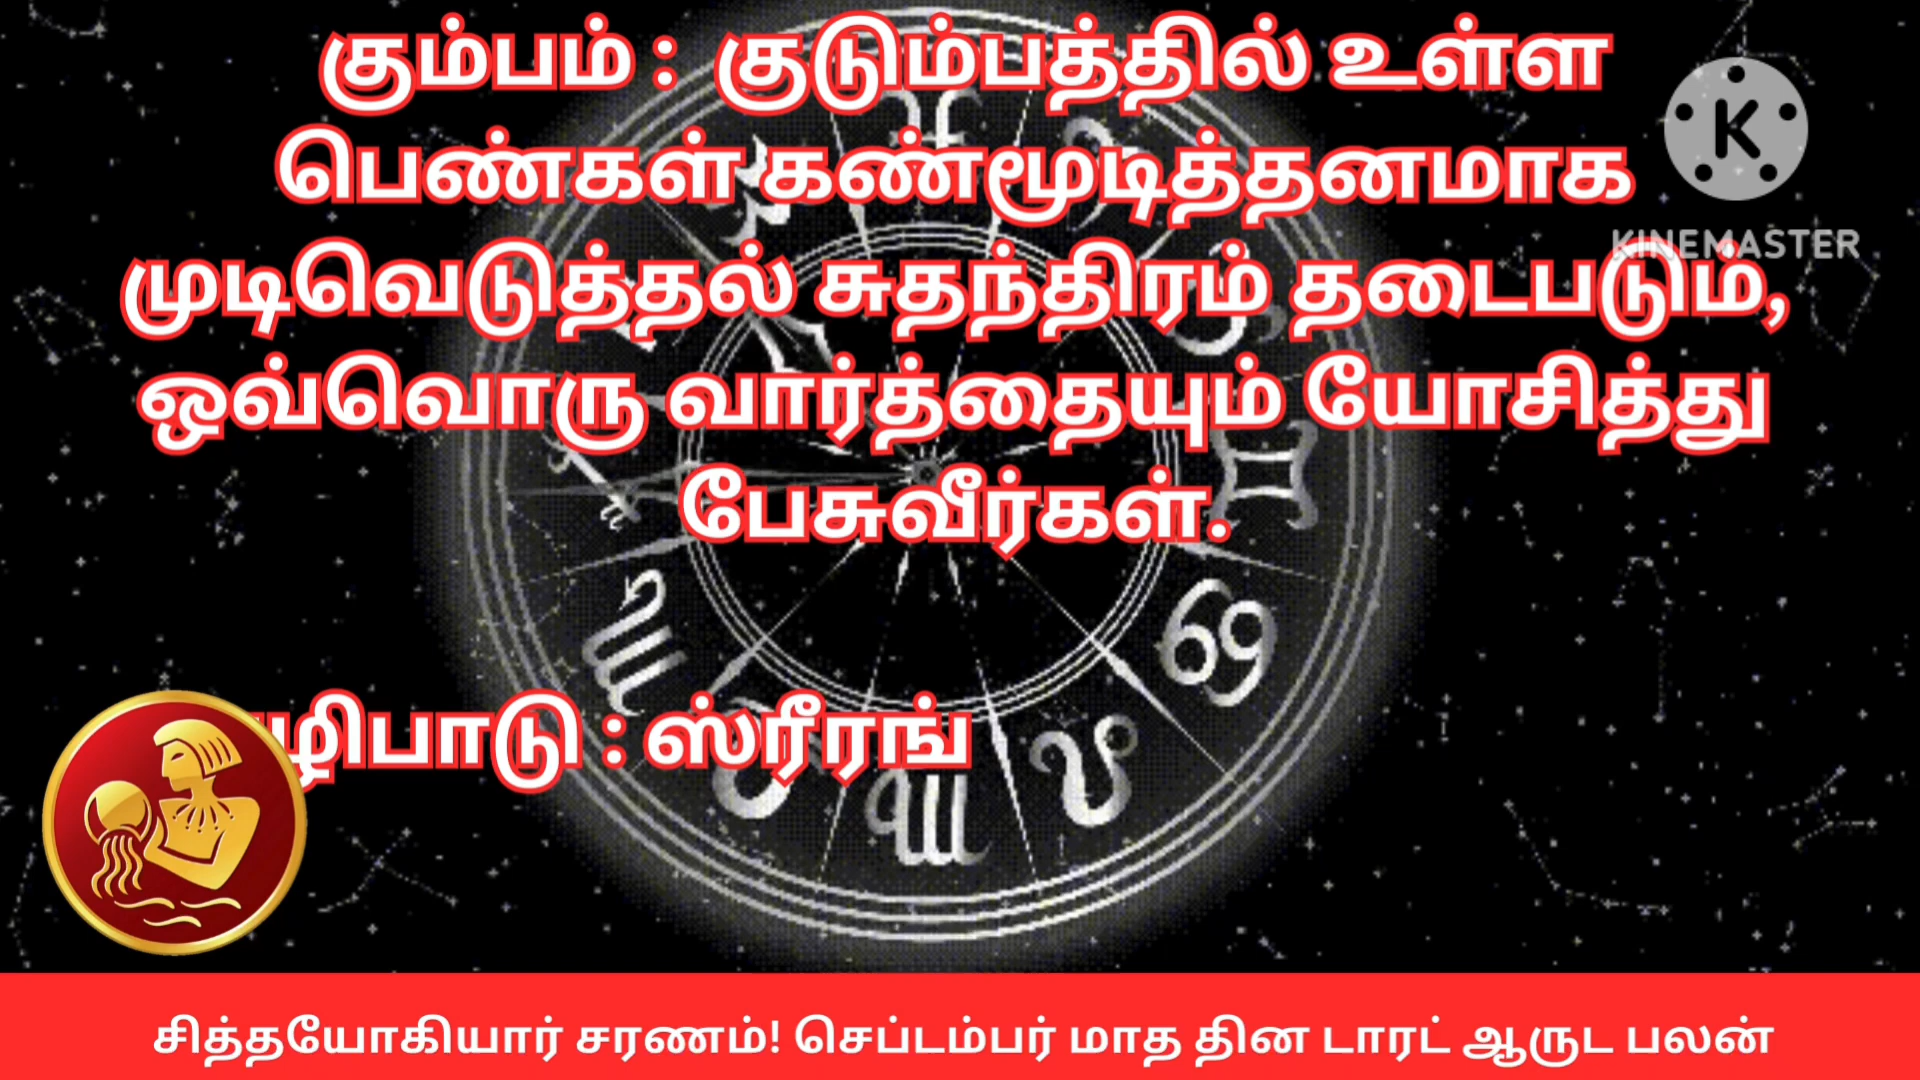 கும்பம் : குடும்பத்தில் உள்ள
பெண்கள் கண்மூடித்தனமாக
முடிவெடுத்தல் சுதந்திரம் தடைபடும்,
ஒவ்வொரு வார்த்தையும் யோசித்து
பேசுவீர்கள்.
K
KINEMASTER
ழிபாடு : ஸ்ரீரங்
சித்தயோகியார் சரணம்! செப்டம்பர் மாத தின டாரட் ஆருட பலன்